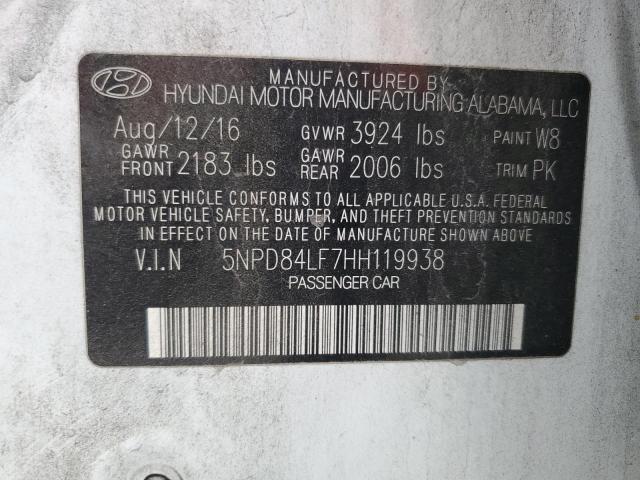 MANUFACTURED BY
HYUNDAI MOTOR MANUFACTURING ALABAMA, LLC
Aug/12/16 GVWR 3924 lbs PAINT W8
GAWR FRONT 2183 lbs GAWR REAR 2006 lbs TRIM PK
THIS VEHICLE CONFORMS TO ALL APPLICABLE U.S.A. FEDERAL
MOTOR VEHICLE SAFETY, BUMPER, AND THEFT PREVENTION STANDARDS
IN EFFECT ON THE DATE OF MANUFACTURE SHOWN ABOVE.
V.I.N 5NPD84LF7HH119938
PASSENGER CAR